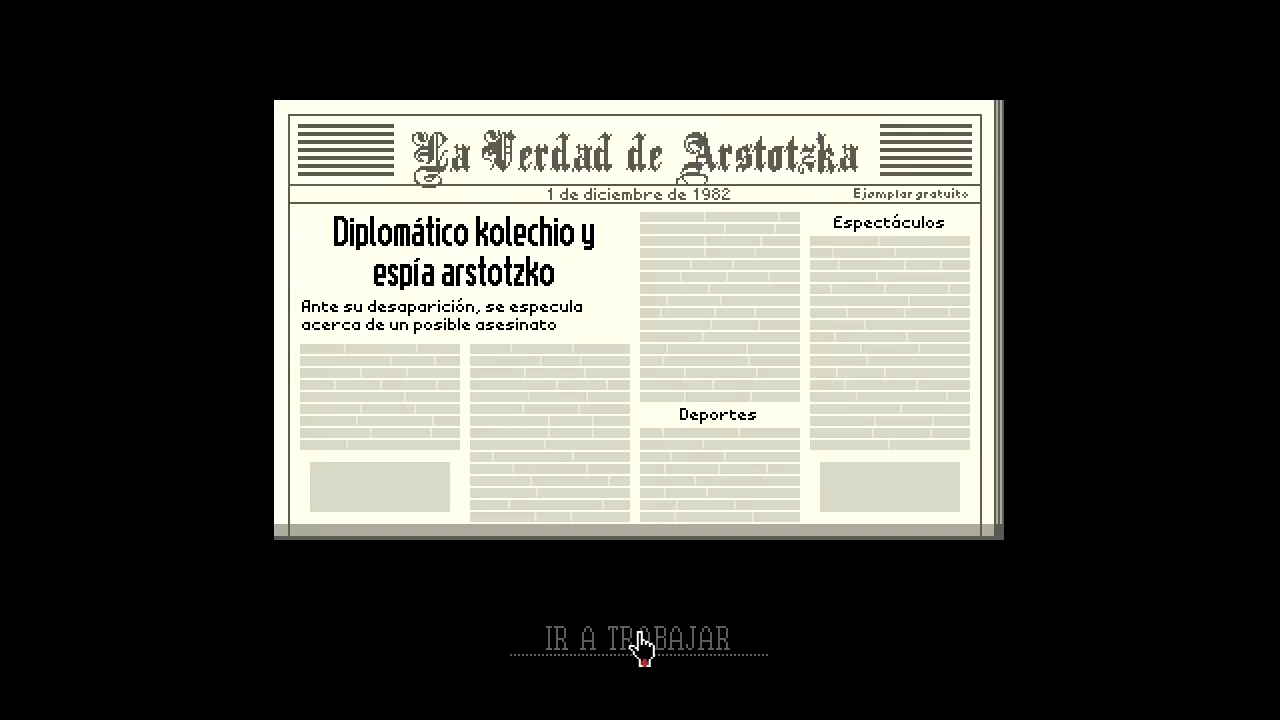 La Verdad de Arstotzka
1 de diciembre de 1982
Ejemplar gratuito
Diplomático kolechio y
espía arstotzko
Ante su desaparición, se especula
acerca de un posible asesinato
Deportes
Espectáculos
IR A TRABAJAR